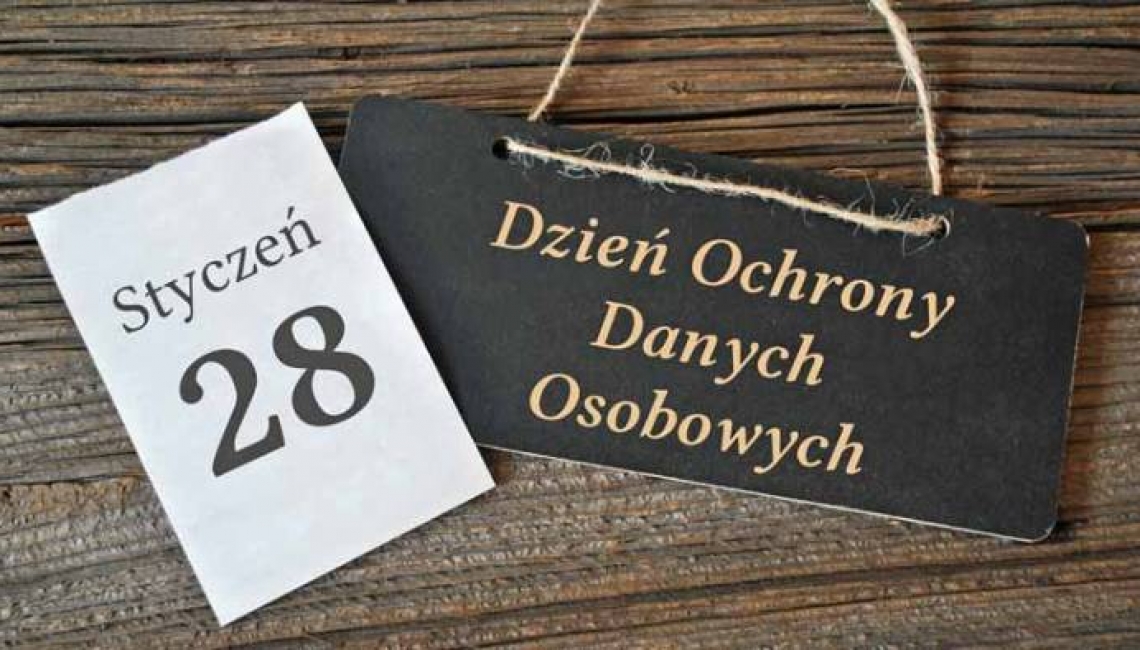 Styczeń
28
Dzień Ochrony
Danych
Osobowych